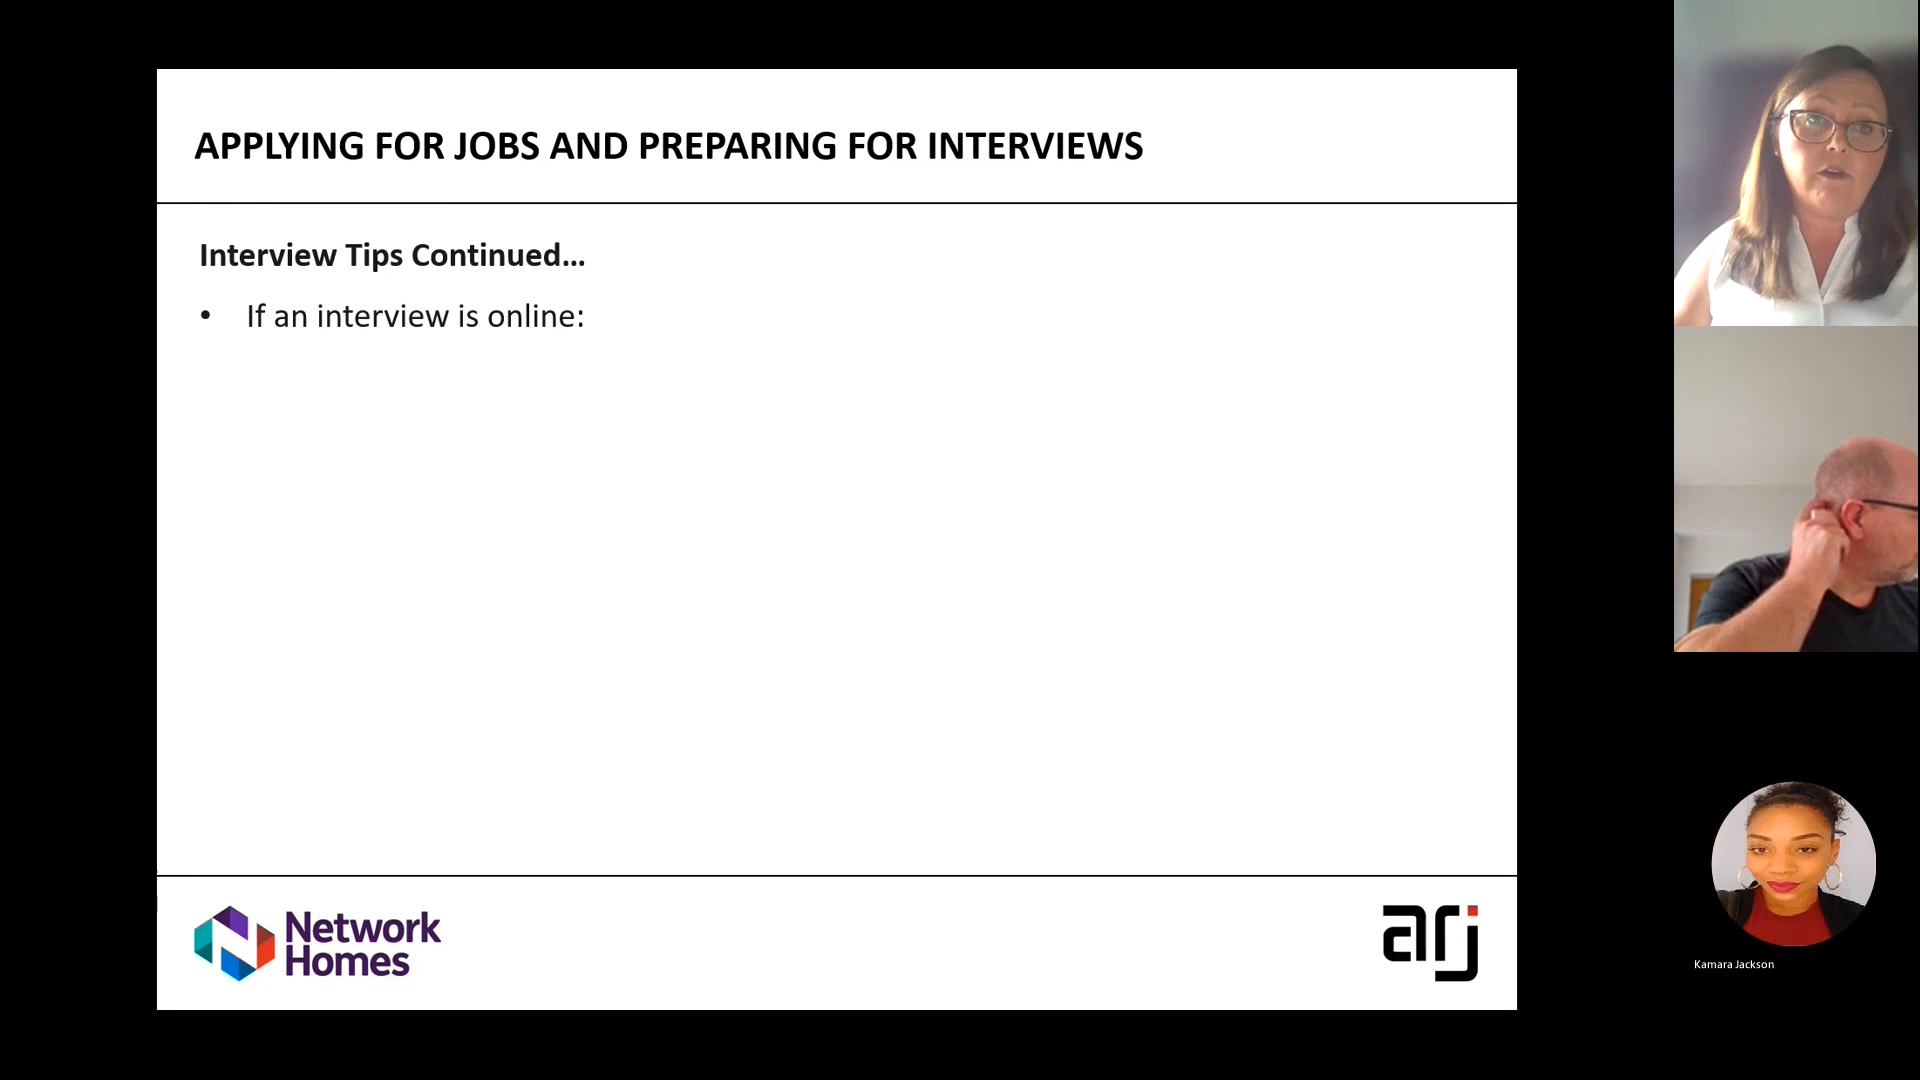 APPLYING FOR JOBS AND PREPARING FOR INTERVIEWS
Interview Tips Continued...
• If an interview is online:
Network
Homes
arj
Kamara Jackson